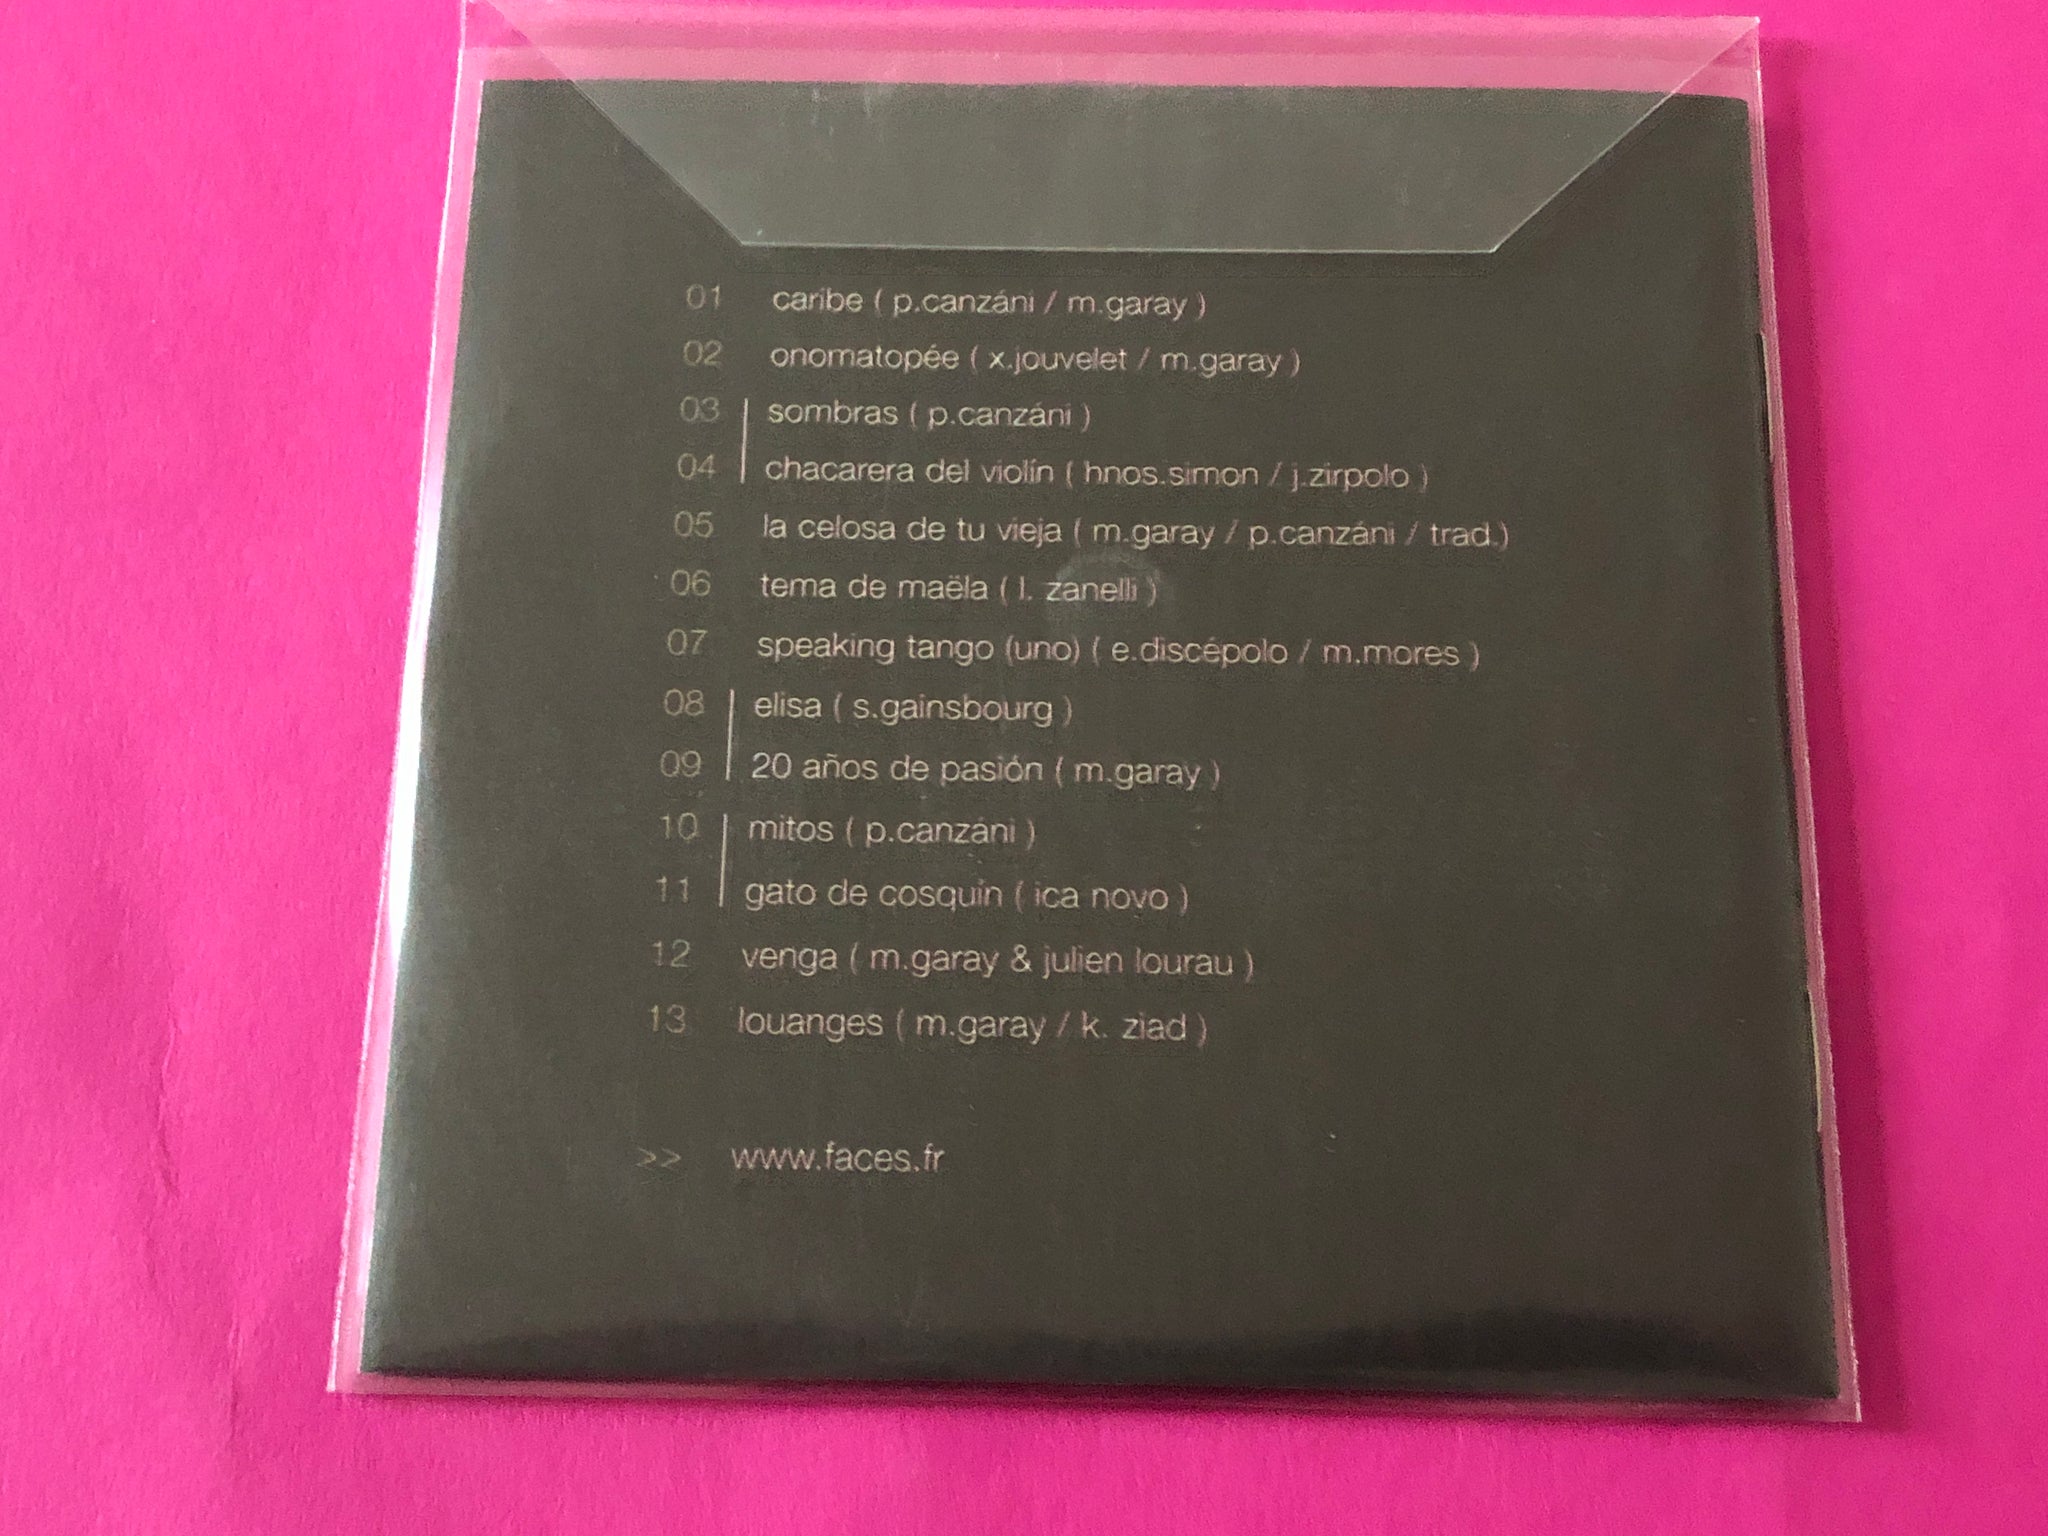 01 caribe ( p.canzáni / m.garay )
02 onomatopée ( x.jouvelet / m.garay )
03 sombras ( p.canzáni )
04 chacarera del violín ( hnos.simon / j.zirpolo )
05 la celosa de tu vieja ( m.garay / p.canzáni / trad.)
06 tema de maëla ( l. zanelli )
07 speaking tango (uno) ( e.discépolo / m.mores )
08 elisa ( s.gainsbourg )
09 20 años de pasión ( m.garay )
10 mitos ( p.canzáni )
11 gato de cosquín ( ica novo )
12 venga ( m.garay & julien lourau )
13 louanges ( m.garay / k. ziad )
>> www.faces.fr